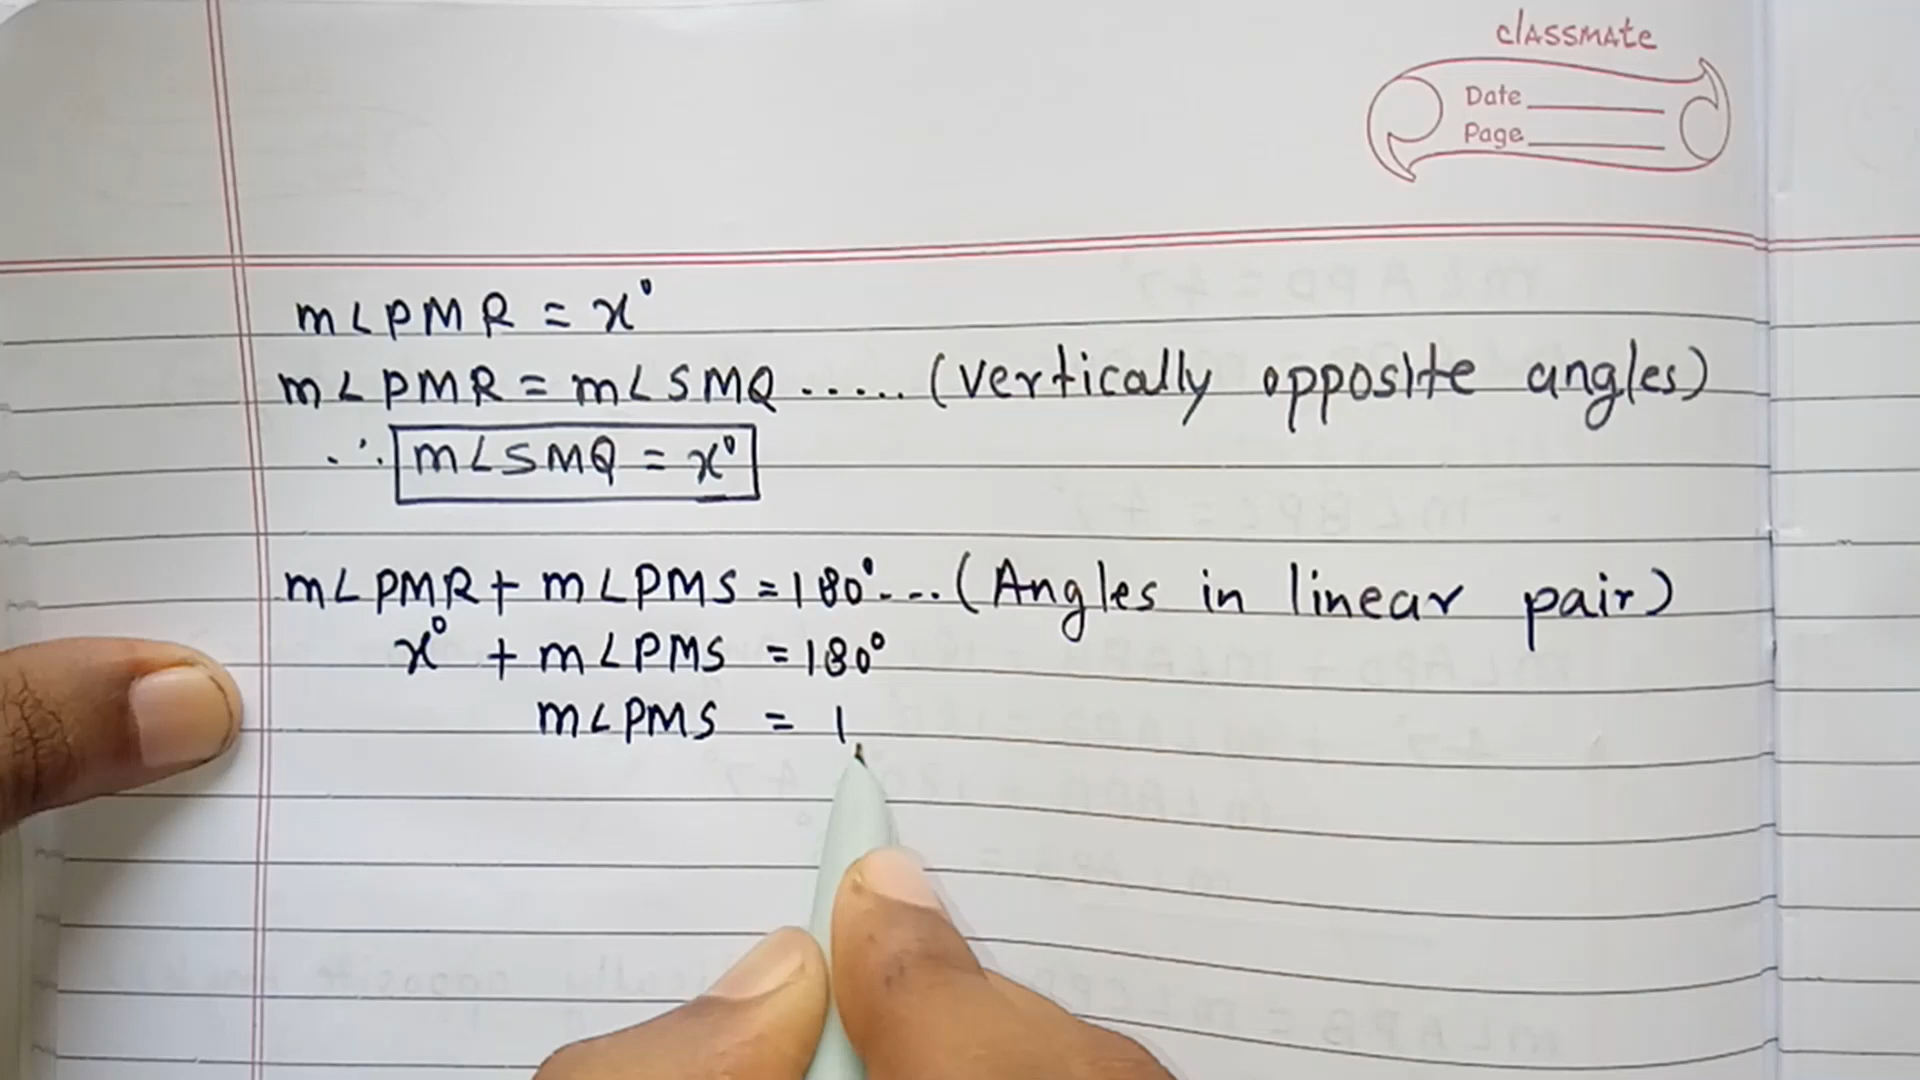 classmate
Date
Page
m∠PMR = x°
m∠PMR = m∠SMQ ..... (vertically opposite angles)
∴ m∠SMQ = x°
m∠PMR + m∠PMS = 180° ... (Angles in linear pair)
x° + m∠PMS = 180°
m∠PMS = 1